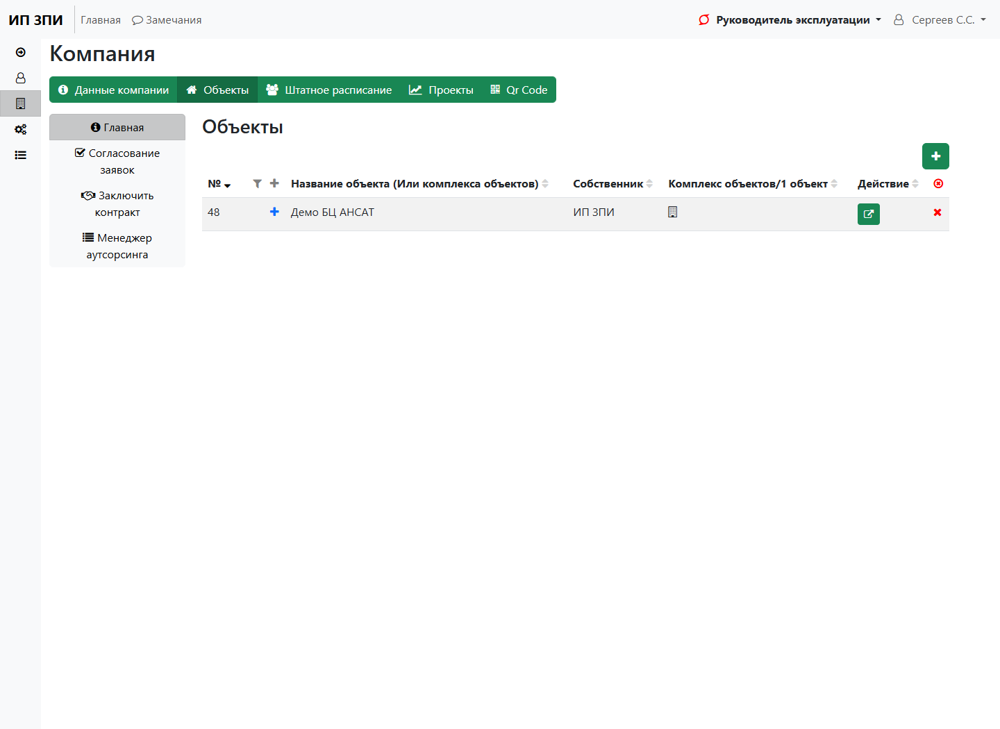 ИП ЗПИ
Главная
Замечания
Руководитель эксплуатации
Сергеев С.С.
Компания
Данные компании
Объекты
Штатное расписание
Проекты
Qr Code
Главная
Согласование
заявок
Заключить
контракт
Менеджер
аутсорсинга
Объекты
№ Название объекта (Или комплекса объектов) Собственник Комплекс объектов/1 объект Действие
48 Демо БЦ АНСАТ ИП ЗПИ